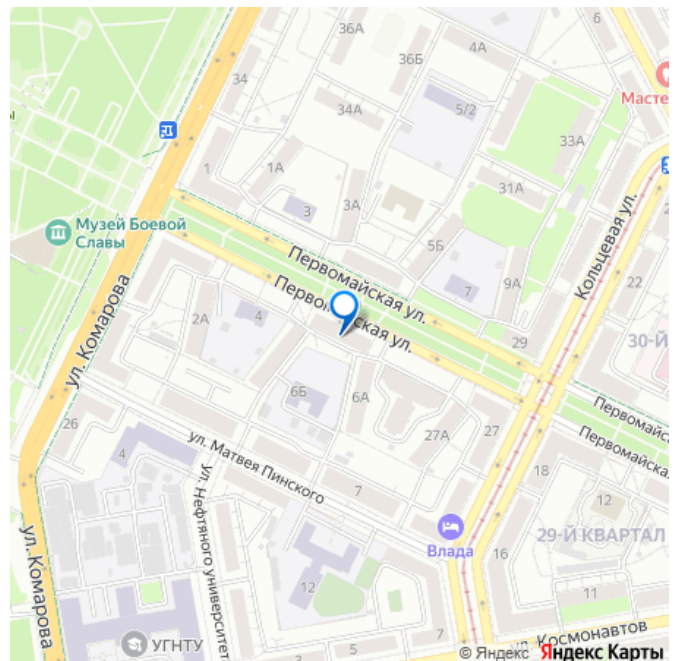 36А
6
4А
36Б
34
34А
5/2
Масте
33А
1
1А
31А
3
3А
Музей Боевой
Славы
5Б
Кольцевая ул.
Первомайская ул.
7
9А
22
Первомайская ул.
ул. Комарова
2А
4
29
30-Й
6Б
6А
Первомайс
26
27А
27
Первомайская
4
ул. Матвея Пинского
18
7
12
ул. Нефтяного университет
Влада
29-Й КВАРТАЛ
16
ул. Комарова
12
11
УГНТУ
3
5
7
ул. Космонавтов
© Яндекс Яндекс Карты